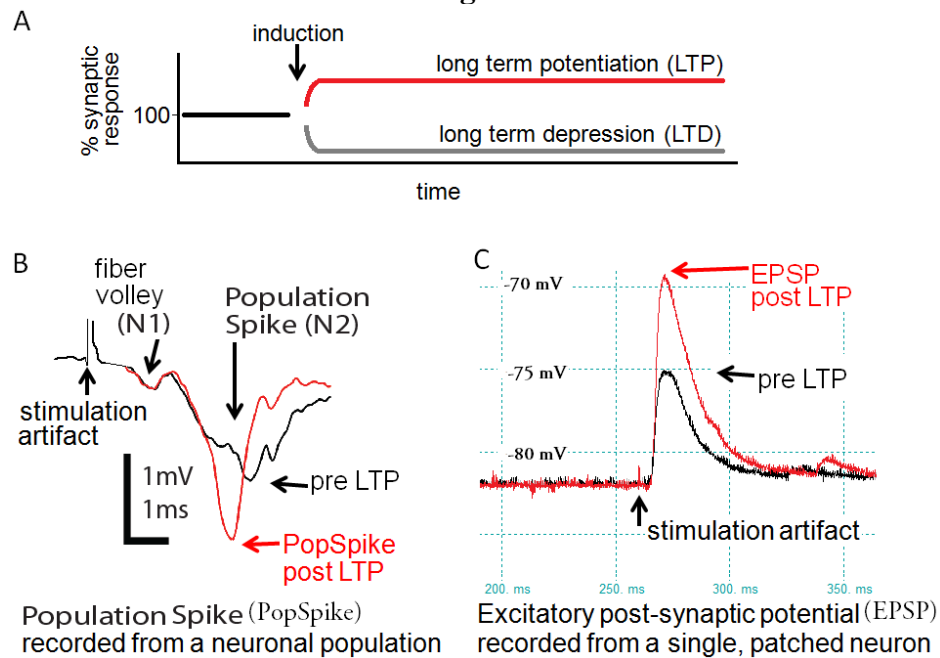 A
induction
long term potentiation (LTP)
% synaptic
response
100
long term depression (LTD)
time
B
fiber
volley
(N1)
Population
Spike (N2)
stimulation
artifact
1mV
1ms
pre LTP
PopSpike
post LTP
Population Spike (PopSpike)
recorded from a neuronal population
C
-70 mV
EPSP
post LTP
-75 mV
pre LTP
-80 mV
stimulation artifact
200. ms
250. ms
300. ms
350. ms
Excitatory post-synaptic potential (EPSP)
recorded from a single, patched neuron